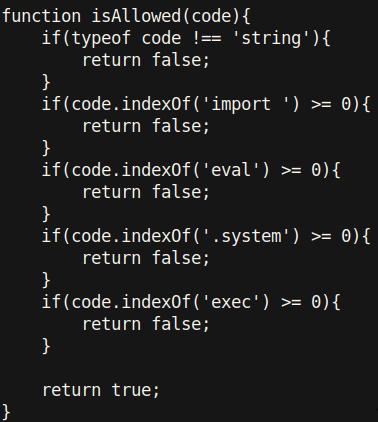 function isAllowed(code){
    if(typeof code !== 'string'){
        return false;
    }
    if(code.indexOf('import ') >= 0){
        return false;
    }
    if(code.indexOf('eval') >= 0){
        return false;
    }
    if(code.indexOf('.system') >= 0){
        return false;
    }
    if(code.indexOf('exec') >= 0){
        return false;
    }

    return true;
}